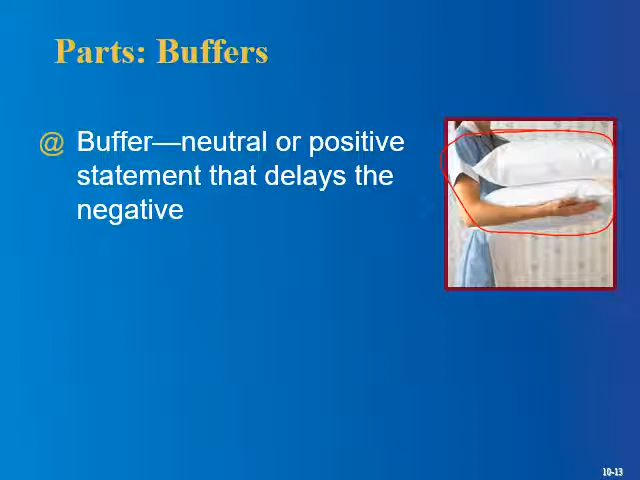 Parts: Buffers
@ Buffer—neutral or positive
statement that delays the
negative
10-13